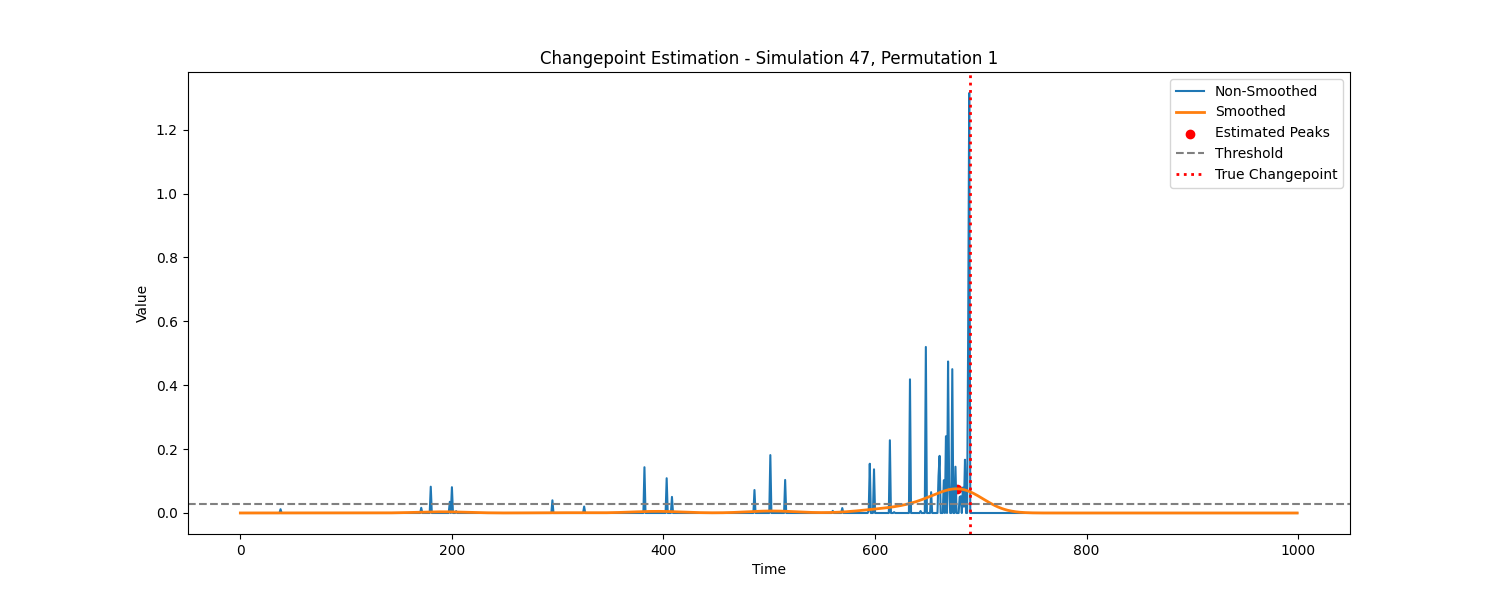 Changepoint Estimation - Simulation 47, Permutation 1
Non-Smoothed
Smoothed
Estimated Peaks
Threshold
True Changepoint
1.2
1.0
0.8
0.6
0.4
0.2
0.0
Value
0
200
400
600
800
1000
Time